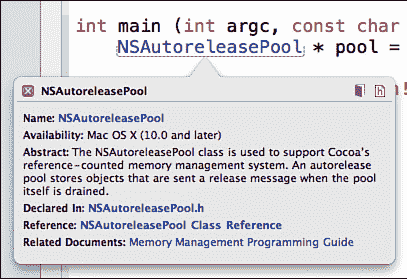 int main (int argc, const char
NSAutoreleasePool * pool =
NSAutoreleasePool
h
Name: NSAutoreleasePool
Availability: Mac OS X (10.0 and later)
Abstract: The NSAutoreleasePool class is used to support Cocoa's
reference-counted memory management system. An autorelease
pool stores objects that are sent a release message when the pool
itself is drained.
Declared In: NSAutoreleasePool.h
Reference: NSAutoreleasePool Class Reference
Related Documents: Memory Management Programming Guide